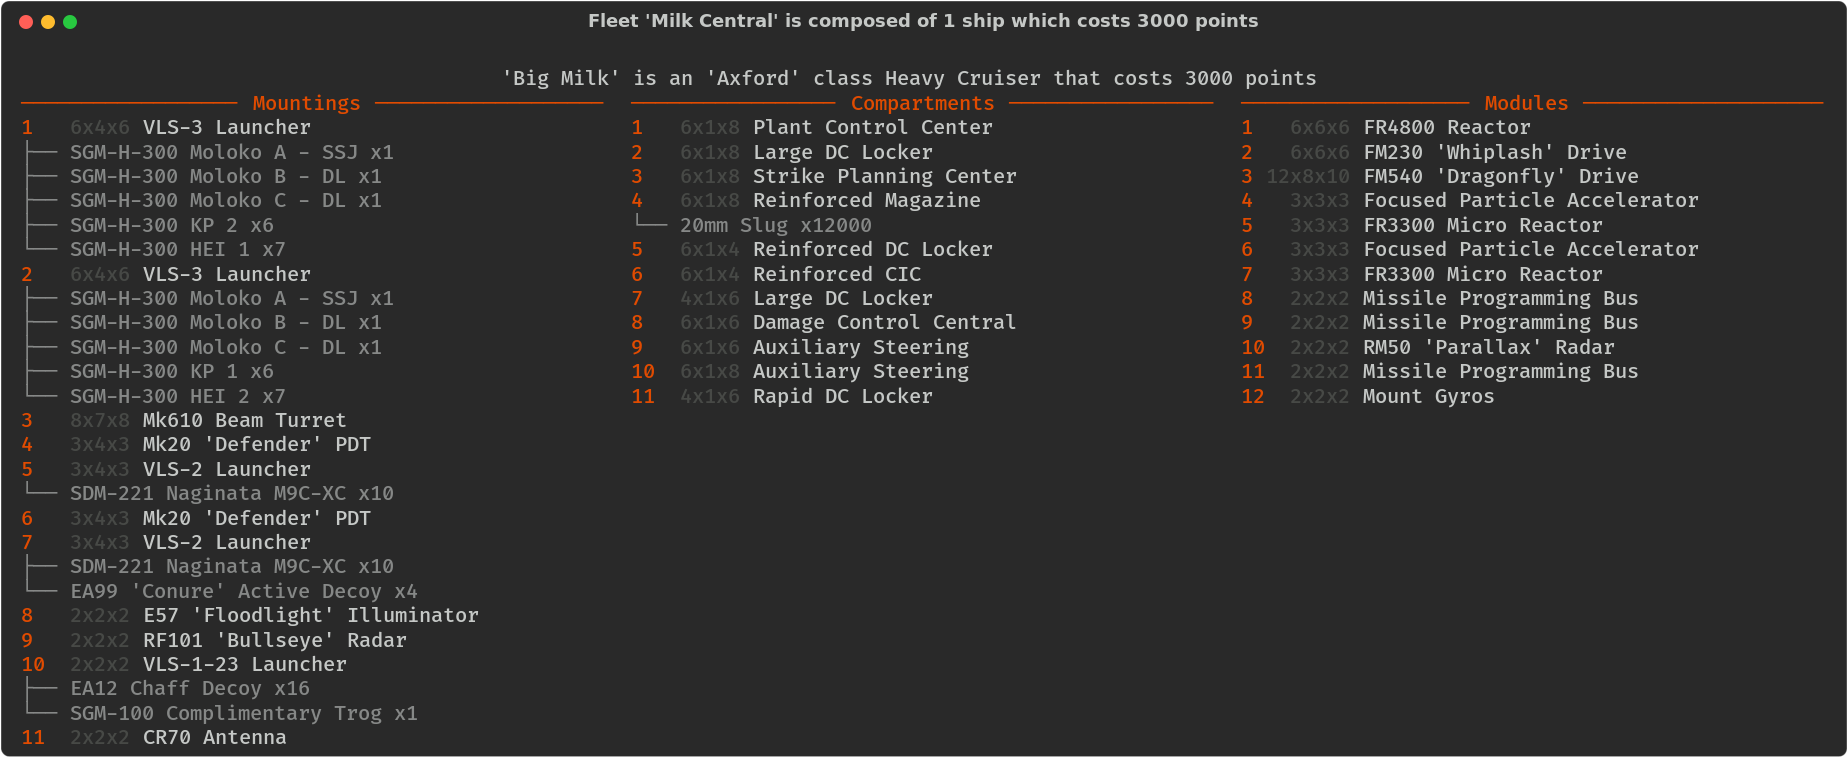 Fleet 'Milk Central' is composed of 1 ship which costs 3000 points
'Big Milk' is an 'Axford' class Heavy Cruiser that costs 3000 points
Mountings
1 6x4x6 VLS-3 Launcher
SGM-H-300 Moloko A - SSJ x1
SGM-H-300 Moloko B - DL x1
SGM-H-300 Moloko C - DL x1
SGM-H-300 KP 2 x6
SGM-H-300 HEI 1 x7
2 6x4x6 VLS-3 Launcher
SGM-H-300 Moloko A - SSJ x1
SGM-H-300 Moloko B - DL x1
SGM-H-300 Moloko C - DL x1
SGM-H-300 KP 1 x6
SGM-H-300 HEI 2 x7
3 8x7x8 Mk610 Beam Turret
4 3x4x3 Mk20 'Defender' PDT
5 3x4x3 VLS-2 Launcher
SDM-221 Naginata M9C-XC x10
6 3x4x3 Mk20 'Defender' PDT
7 3x4x3 VLS-2 Launcher
SDM-221 Naginata M9C-XC x10
EA99 'Conure' Active Decoy x4
8 2x2x2 E57 'Floodlight' Illuminator
9 2x2x2 RF101 'Bullseye' Radar
10 2x2x2 VLS-1-23 Launcher
EA12 Chaff Decoy x16
SGM-100 Complimentary Trog x1
11 2x2x2 CR70 Antenna
Compartments
1 6x1x8 Plant Control Center
2 6x1x8 Large DC Locker
3 6x1x8 Strike Planning Center
4 6x1x8 Reinforced Magazine
20mm Slug x12000
5 6x1x4 Reinforced DC Locker
6 6x1x4 Reinforced CIC
7 4x1x6 Large DC Locker
8 6x1x6 Damage Control Central
9 6x1x6 Auxiliary Steering
10 6x1x8 Auxiliary Steering
11 4x1x6 Rapid DC Locker
Modules
1 6x6x6 FR4800 Reactor
2 6x6x6 FM230 'Whiplash' Drive
3 12x8x10 FM540 'Dragonfly' Drive
4 3x3x3 Focused Particle Accelerator
5 3x3x3 FR3300 Micro Reactor
6 3x3x3 Focused Particle Accelerator
7 3x3x3 FR3300 Micro Reactor
8 2x2x2 Missile Programming Bus
9 2x2x2 Missile Programming Bus
10 2x2x2 RM50 'Parallax' Radar
11 2x2x2 Missile Programming Bus
12 2x2x2 Mount Gyros